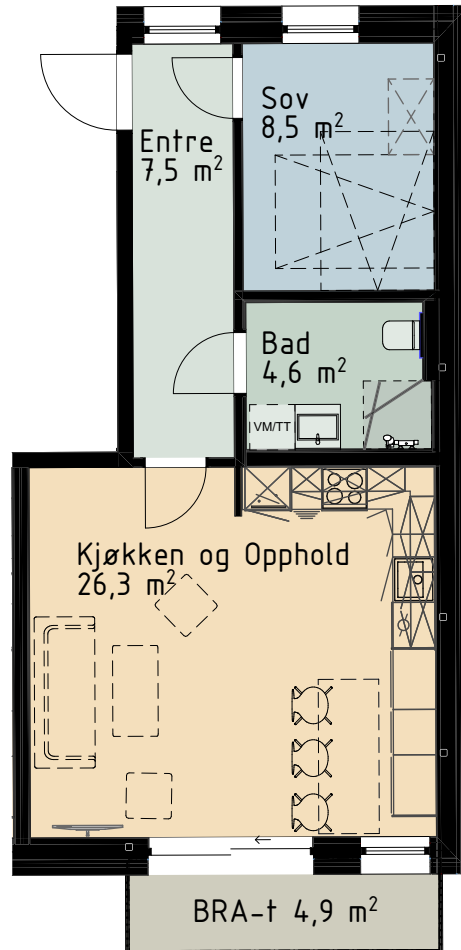 Sov
8,5 m²
Entre
7,5 m²
Bad
4,6 m²
VM/TT
Kjøkken og Opphold
26,3 m²
BRA-t 4,9 m²